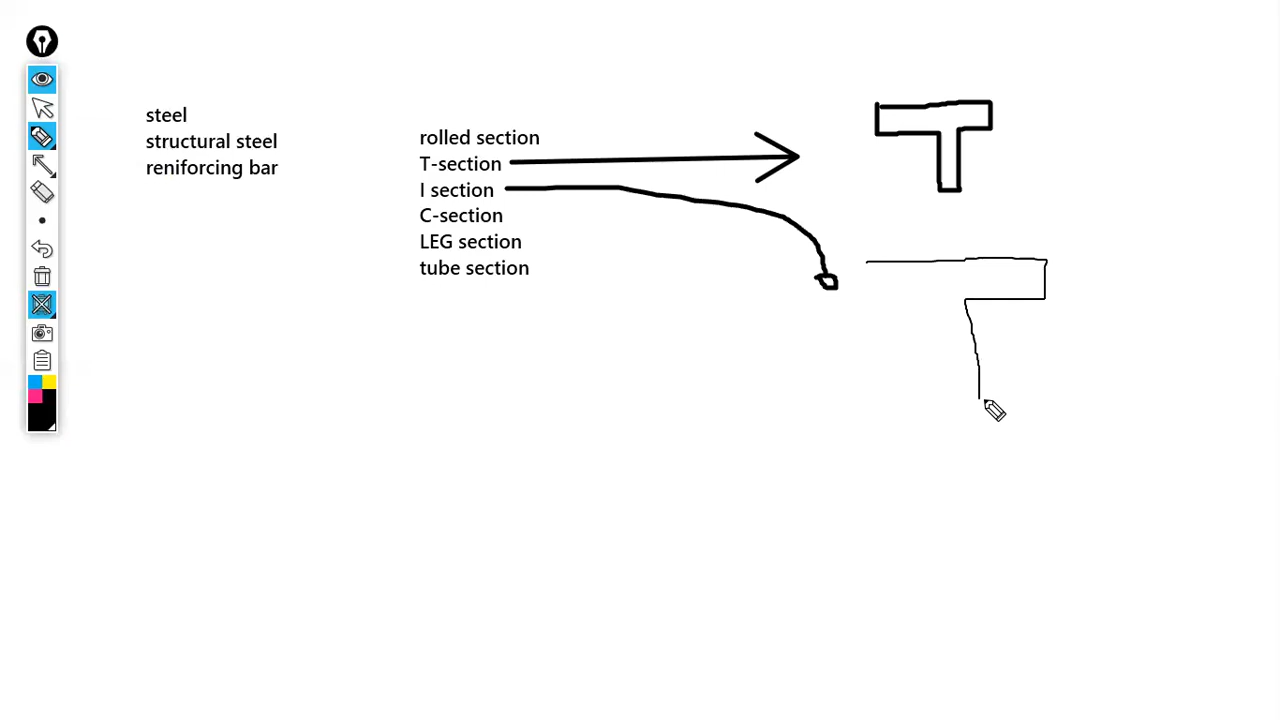 steel
structural steel
reniforcing bar
rolled section
T-section
I section
C-section
LEG section
tube section